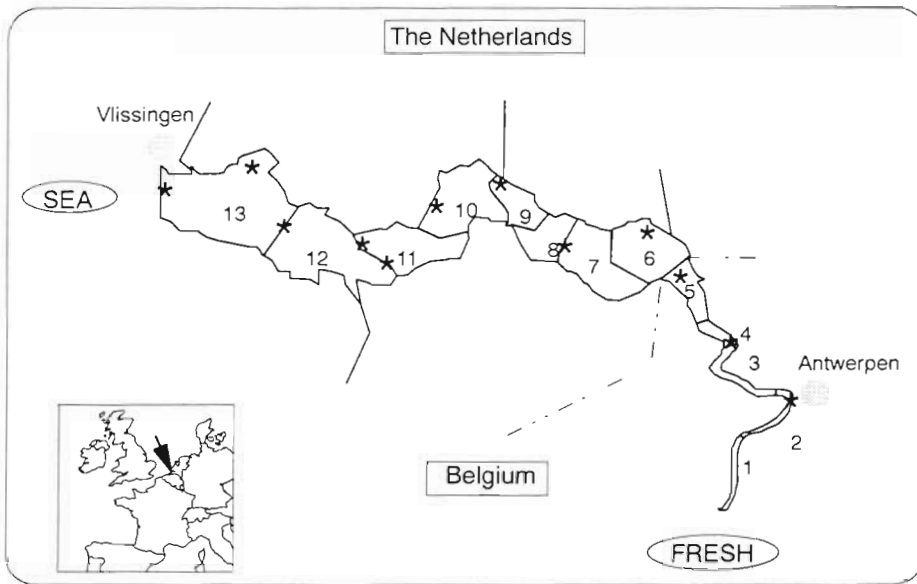 The Netherlands
Vlissingen
SEA
13
12
11
10
9
8
7
6
5
4
3
Antwerpen
2
1
Belgium
FRESH